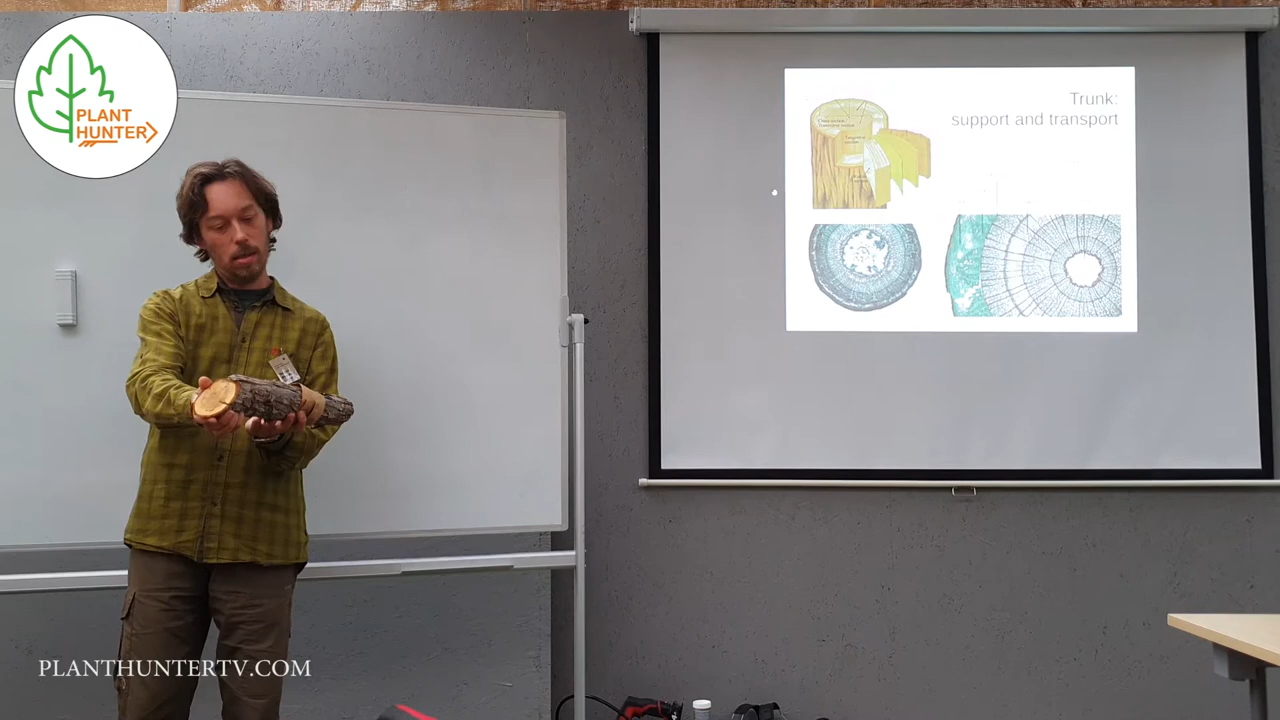 PLANT
HUNTER
Trunk:
support and transport
PLANTHUNTERTV.COM